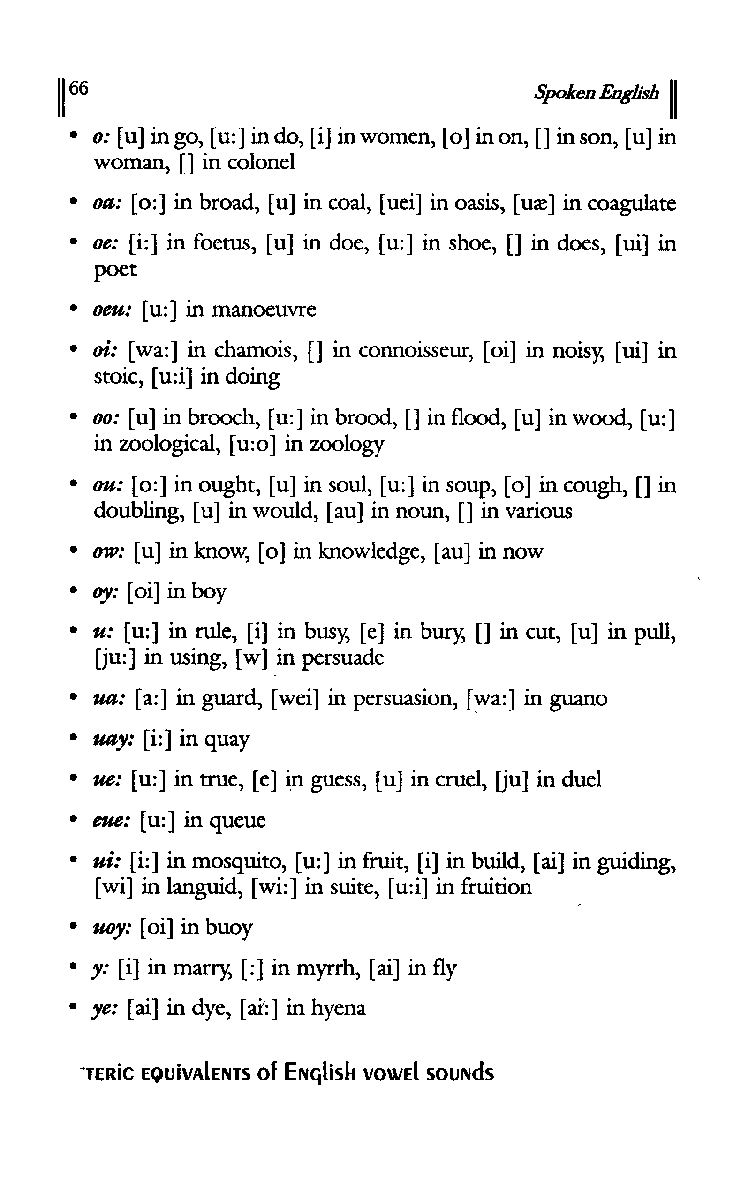 66
Spoken English
• o: [u] in go, [u:] in do, [i] in women, [o] in on, [] in son, [u] in
woman, [] in colonel
• oa: [o:] in broad, [u] in coal, [uei] in oasis, [uæ] in coagulate
• oe: [i:] in foetus, [u] in doe, [u:] in shoe, [] in does, [ui] in
poet
• oeu: [u:] in manoeuvre
• oi: [wa:] in chamois, [] in connoisseur, [oi] in noisy, [ui] in
stoic, [u:i] in doing
• oo: [u] in brooch, [u:] in brood, [] in flood, [u] in wood, [u:]
in zoological, [u:o] in zoology
• ou: [o:] in ought, [u] in soul, [u:] in soup, [o] in cough, [] in
doubling, [u] in would, [au] in noun, [] in various
• ow: [u] in know, [o] in knowledge, [au] in now
• oy: [oi] in boy
• u: [u:] in rule, [i] in busy, [e] in bury, [] in cut, [u] in pull,
[ju:] in using, [w] in persuade
• ua: [a:] in guard, [wei] in persuasion, [wa:] in guano
• uay: [i:] in quay
• ue: [u:] in true, [e] in guess, [u] in cruel, [ju] in duel
• eue: [u:] in queue
• ui: [i:] in mosquito, [u:] in fruit, [i] in build, [ai] in guiding,
[wi] in languid, [wi:] in suite, [u:i] in fruition
• uoy: [oi] in buoy
• y: [i] in marry, [:] in myrrh, [ai] in fly
• ye: [ai] in dye, [ai:] in hyena
TERIC EQUIVALENTS of ENGLISH VOWEL SOUNDS